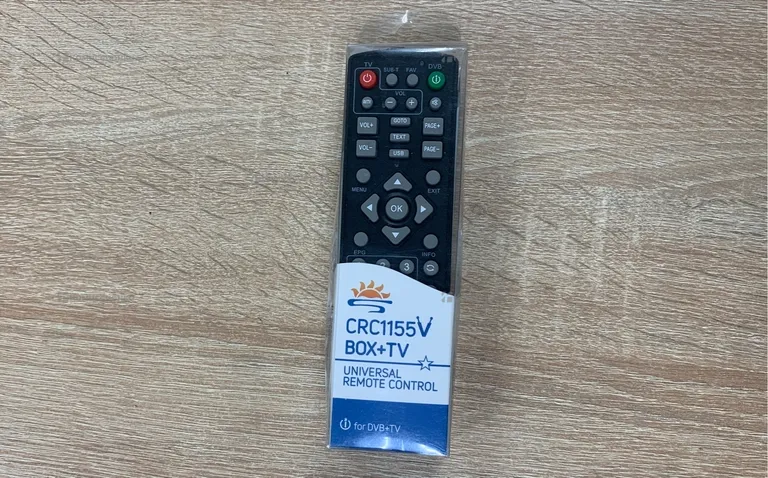 TV DVB
SUB-T FAV
VOL
VOL+ GOTO PAGE+
TEXT
VOL− USB PAGE−
MENU EXIT
OK
EPG INFO
2 3
CRC1155V
BOX+TV
UNIVERSAL
REMOTE CONTROL
for DVB+TV